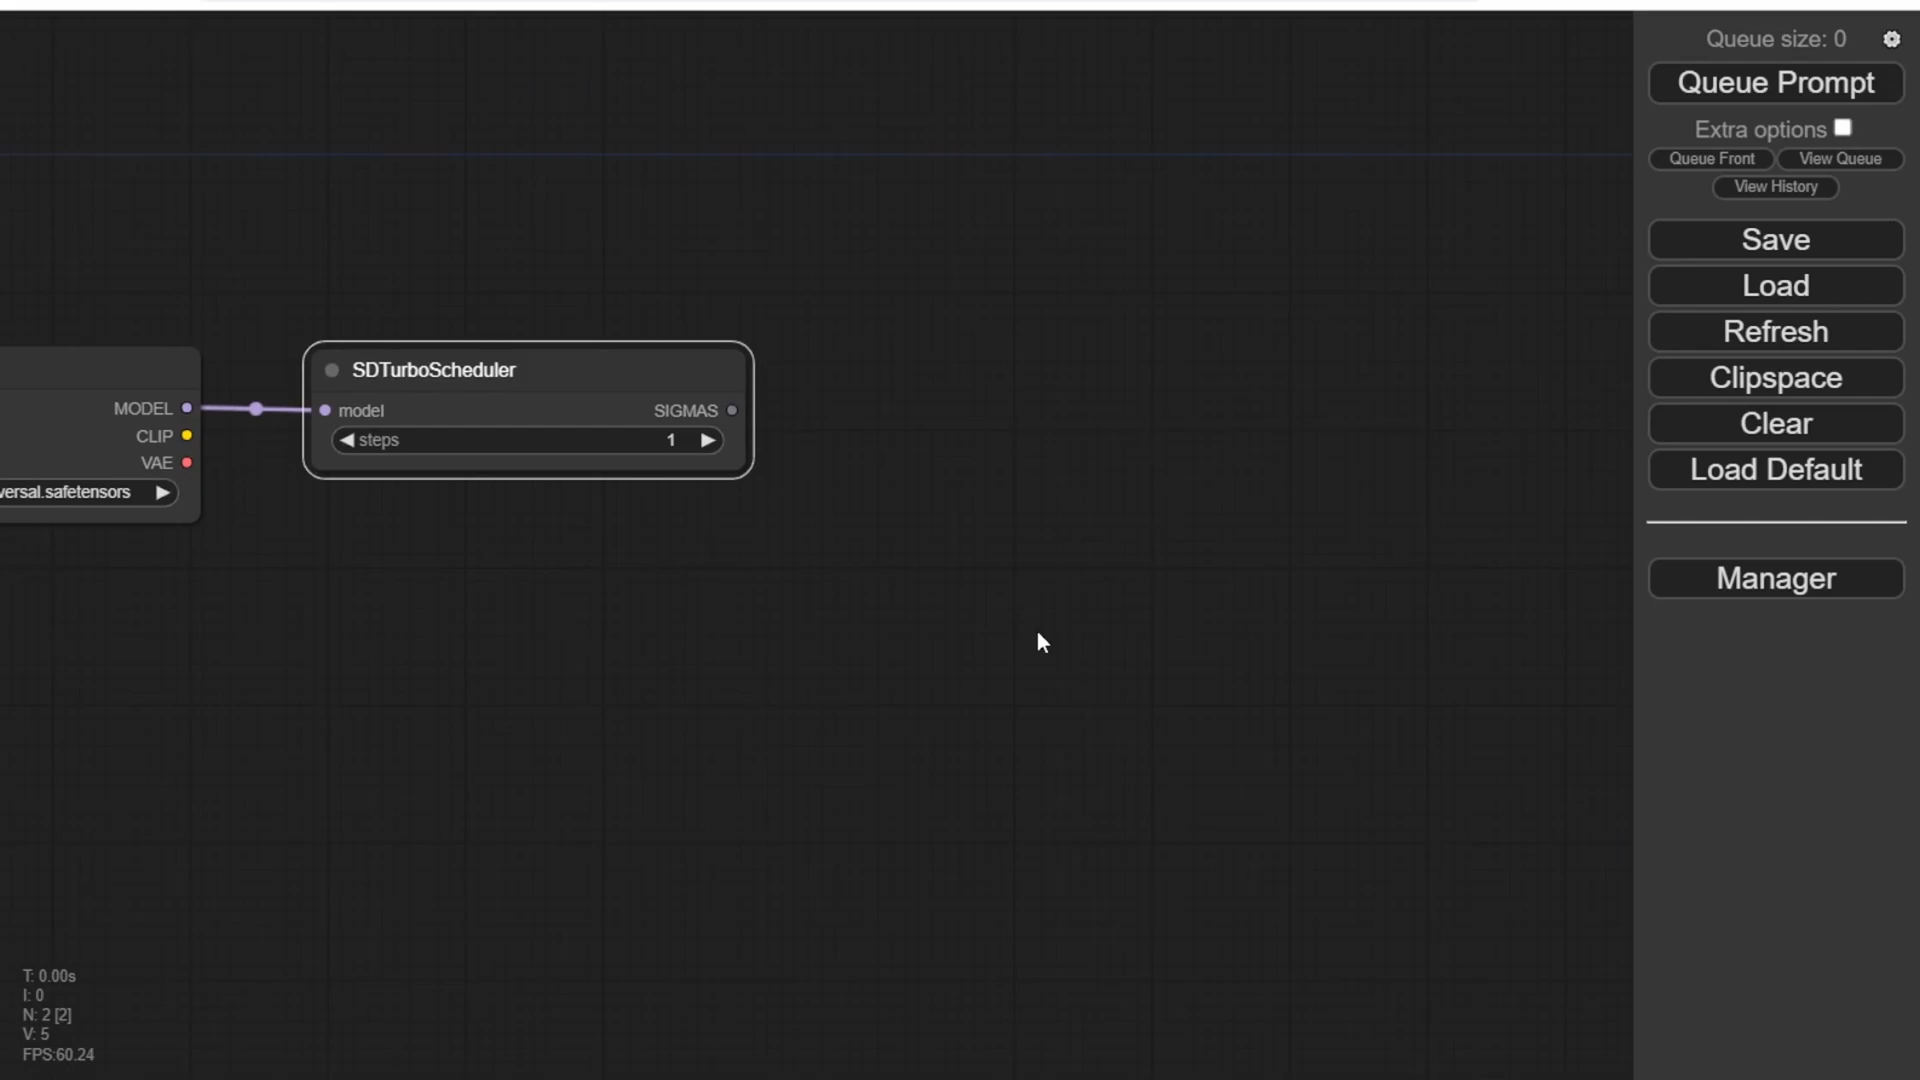 Queue size: 0
Queue Prompt
Extra options
Queue Front View Queue
View History
Save
Load
Refresh
Clipspace
Clear
Load Default
Manager
MODEL
CLIP
VAE
versal.safetensors
SDTurboScheduler
model SIGMAS
steps 1
T: 0.00s
I: 0
N: 2 [2]
V: 5
FPS:60.24